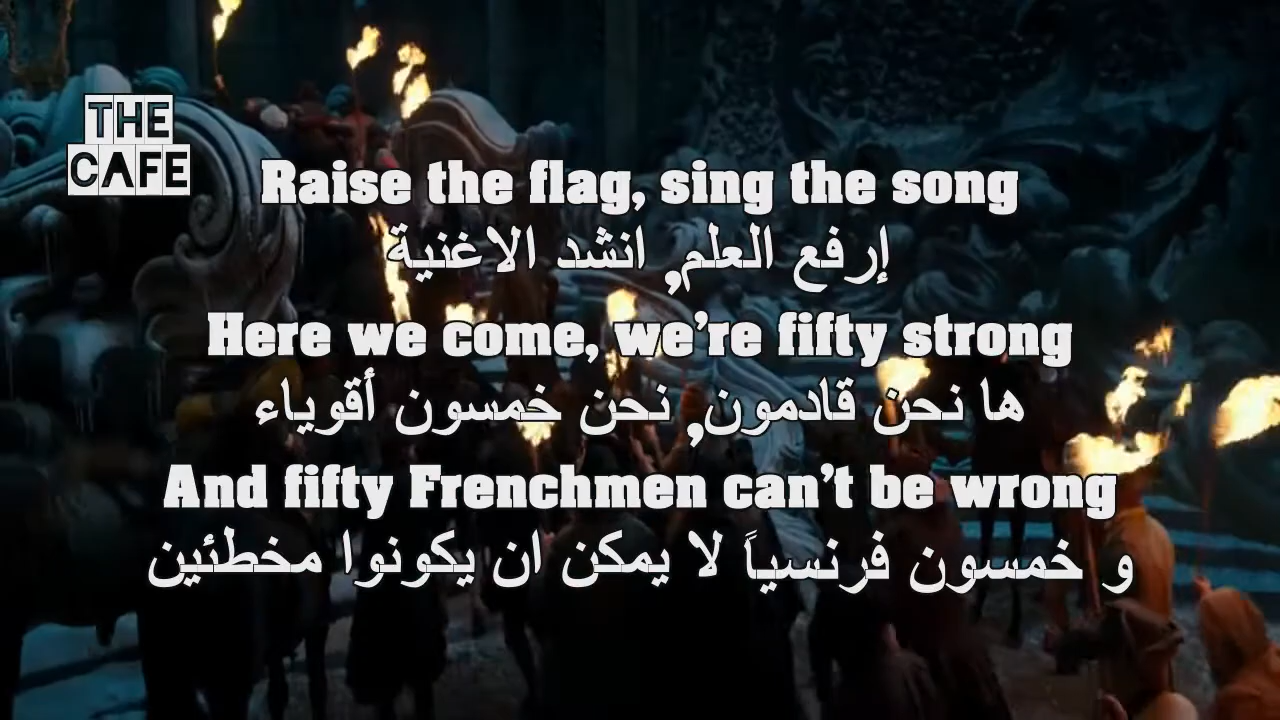 THE
CAFE
Raise the flag, sing the song
إرفع العلم, انشد الاغنية
Here we come, we're fifty strong
ها نحن قادمون, نحن خمسون أقوياء
And fifty Frenchmen can't be wrong
و خمسون فرنسياً لا يمكن ان يكونوا مخطئين